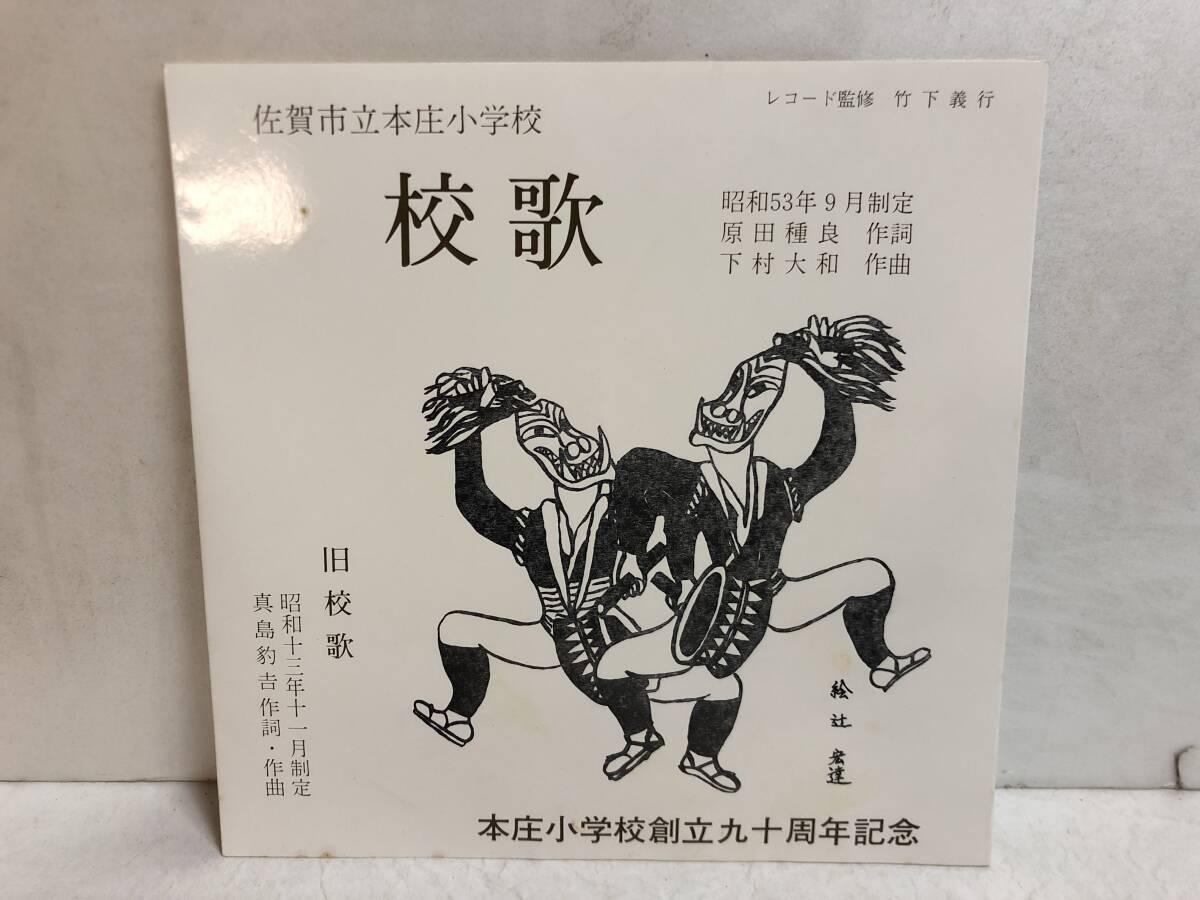 佐賀市立本庄小学校
レコード監修 竹下義行
校歌
昭和53年9月制定
原田種良 作詞
下村大和 作曲
旧校歌
昭和十三年十一月制定
真島豹𠮷作詞・作曲
絵 辻 宏達
本庄小学校創立九十周年記念